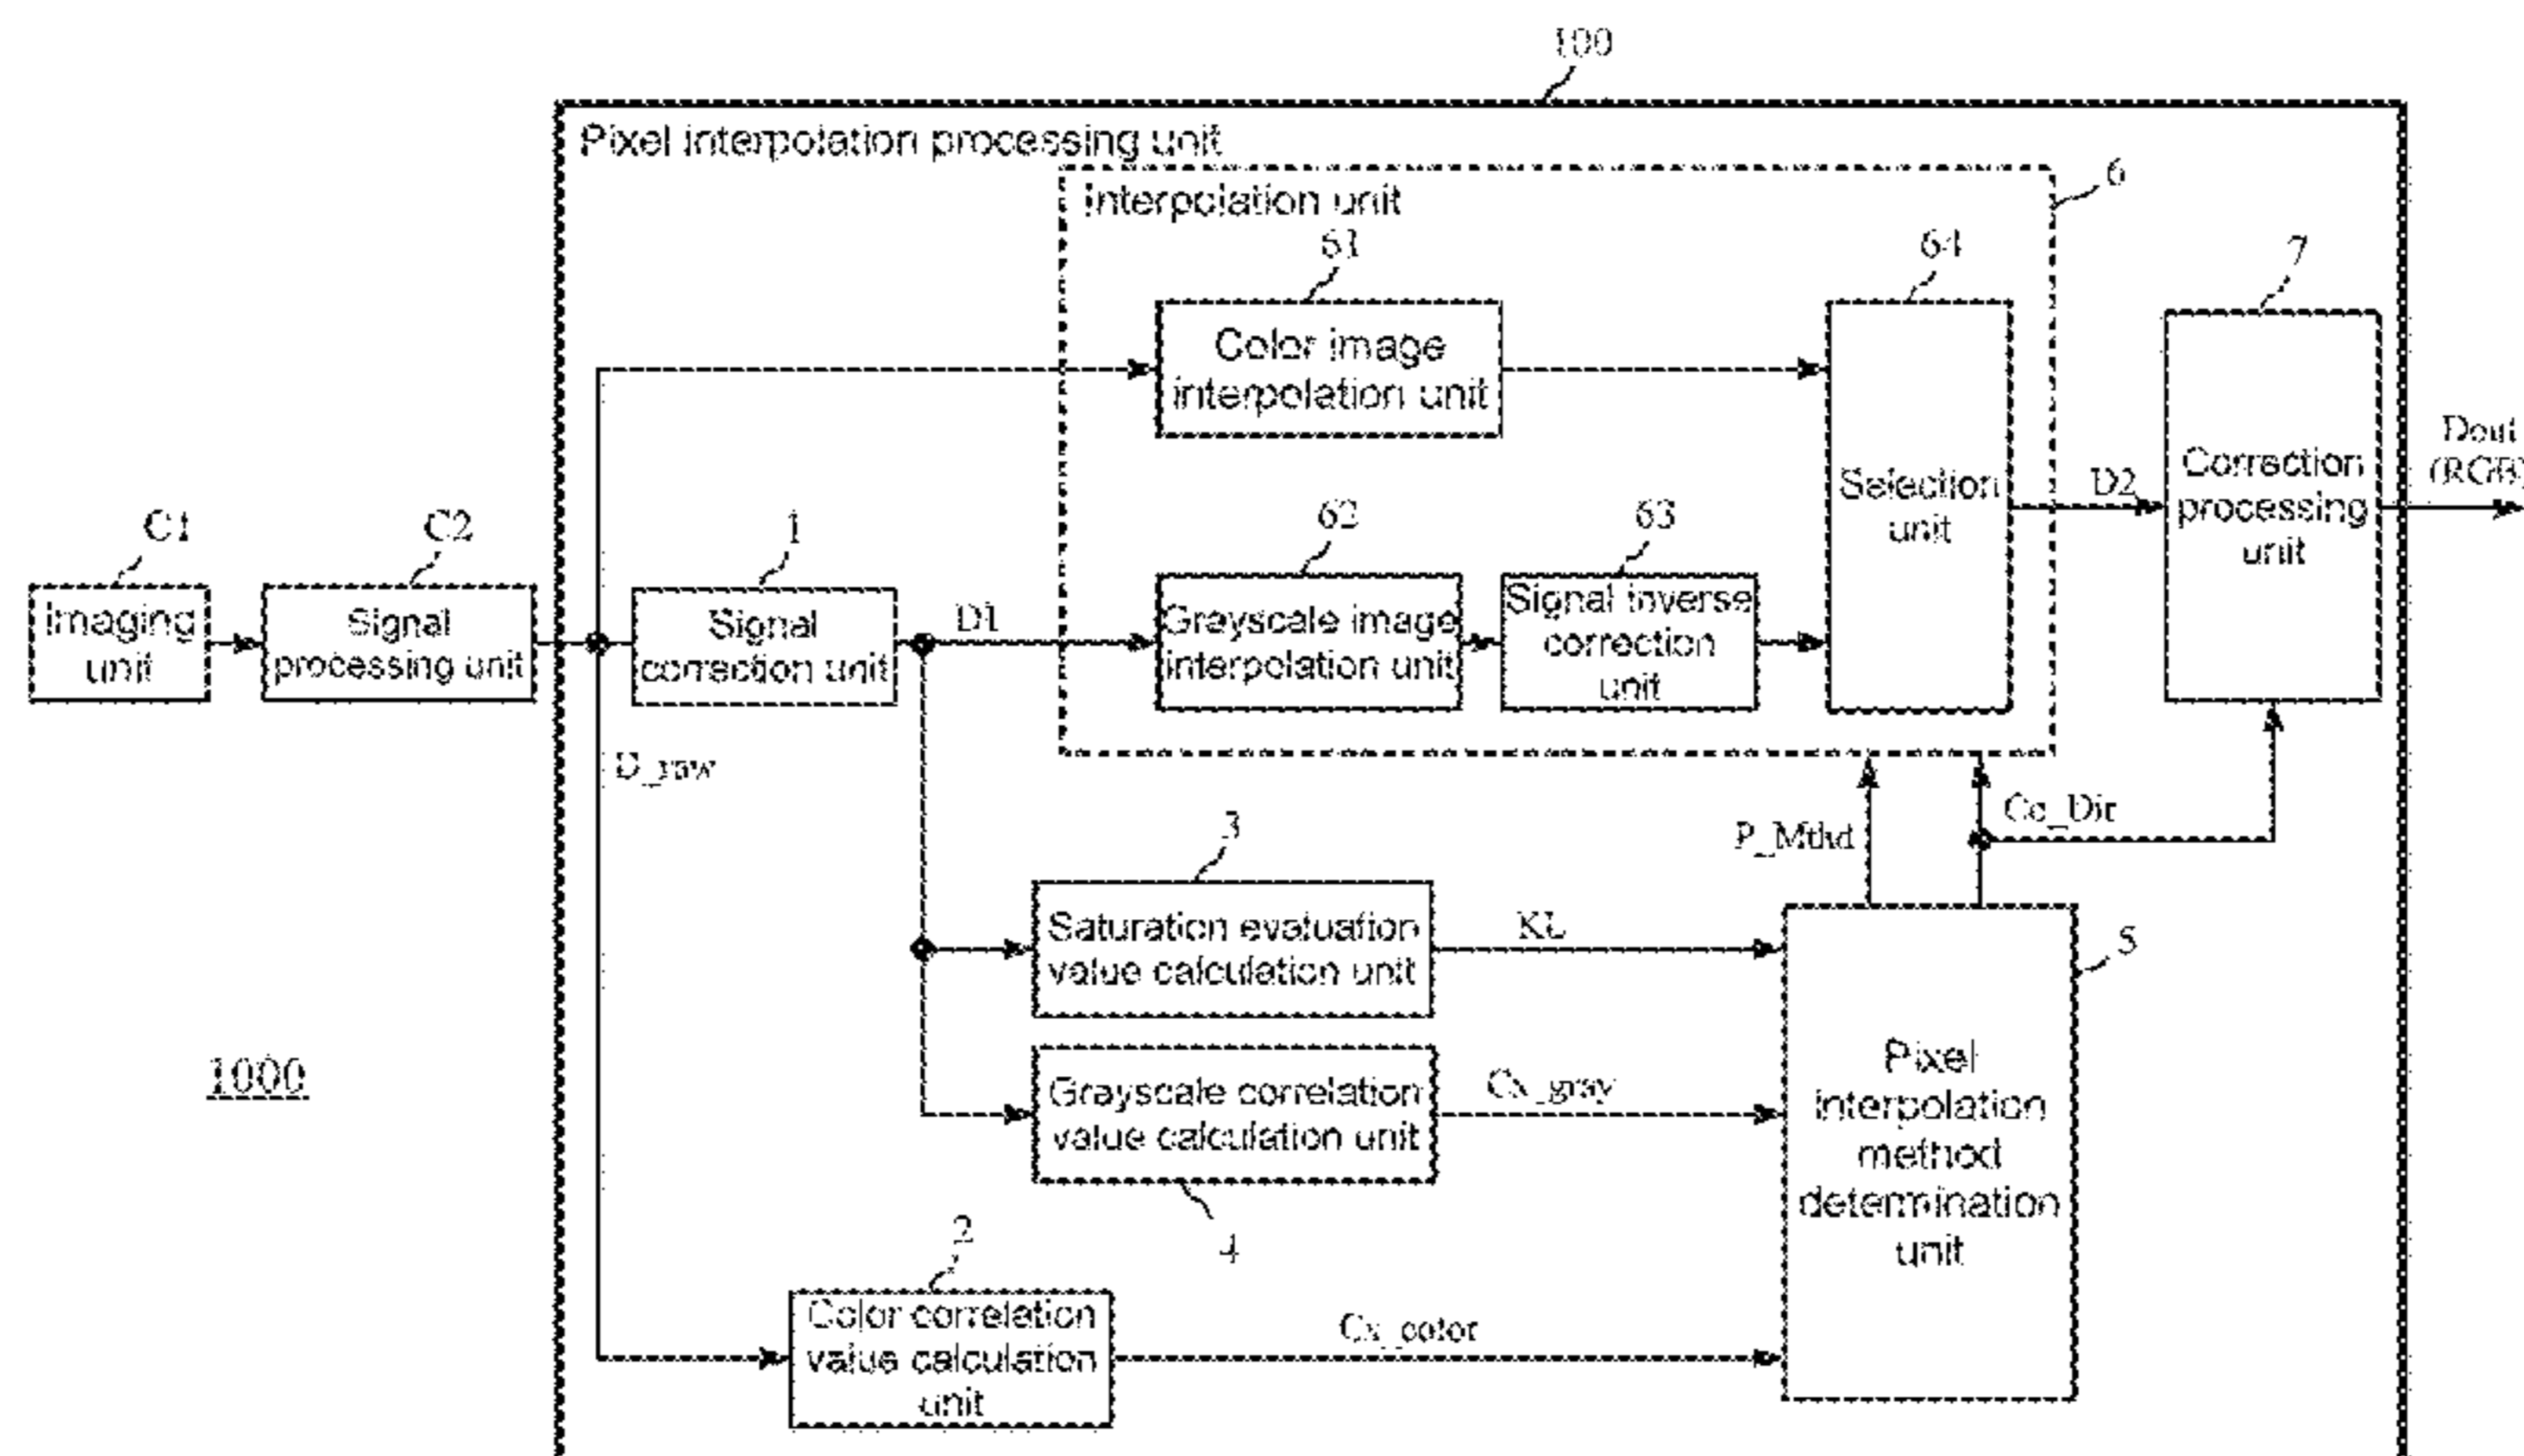 100
Pixel interpolation processing unit
6
Interpolation unit
61
64
7
Color image
interpolation unit
Selection
unit
D2
Correction
processing
unit
Dout
(RGB)
C1
C2
1
62
63
Imaging
unit
Signal
processing unit
Signal
correction unit
D1
Grayscale image
interpolation unit
Signal inverse
correction
unit
D_raw
P_Mthd
Co_Dir
3
Saturation evaluation
value calculation unit
KL
5
1000
Grayscale correlation
value calculation unit
Cx_gray
Pixel
interpolation
method
determination
unit
4
2
Color correlation
value calculation
unit
Cx_color